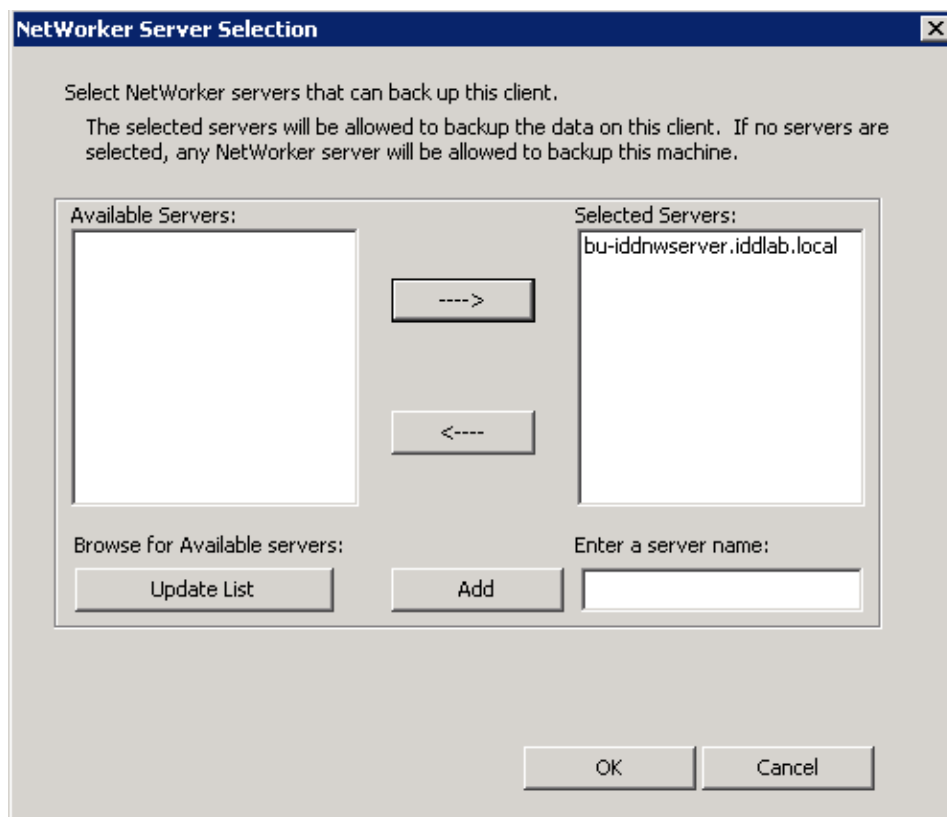 NetWorker Server Selection
Select NetWorker servers that can back up this client.
The selected servers will be allowed to backup the data on this client. If no servers are
selected, any NetWorker server will be allowed to backup this machine.
Available Servers:
Selected Servers:
bu-iddnwserver.iddlab.local
---->
<----
Browse for Available servers:
Enter a server name:
Update List
Add
OK
Cancel